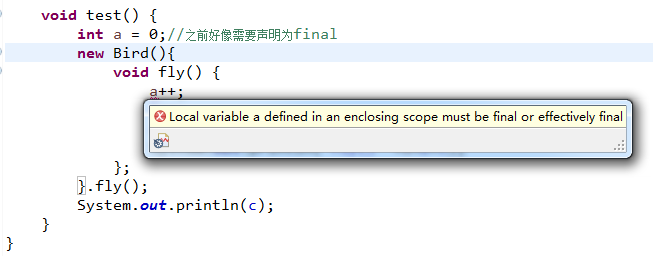 void test() {
int a = 0;//之前好像需要声明为final
new Bird(){
void fly() {
a++;
Local variable a defined in an enclosing scope must be final or effectively final
};
}.fly();
System.out.println(c);
}
}